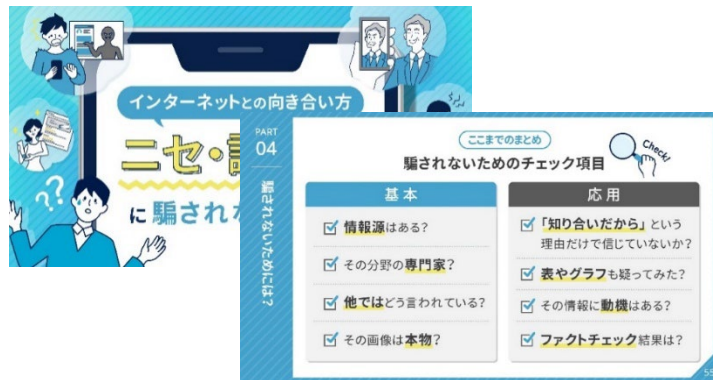 インターネットとの向き合い方
ニセ・
に騙され
??
PART
04
騙されないためには?
ここまでのまとめ
騙されないためのチェック項目
Check!
基本
情報源はある?
その分野の専門家?
他ではどう言われている?
その画像は本物?
応用
「知り合いだから」という
理由だけで信じていないか?
表やグラフも疑ってみた?
その情報に動機はある?
ファクトチェック結果は?
55